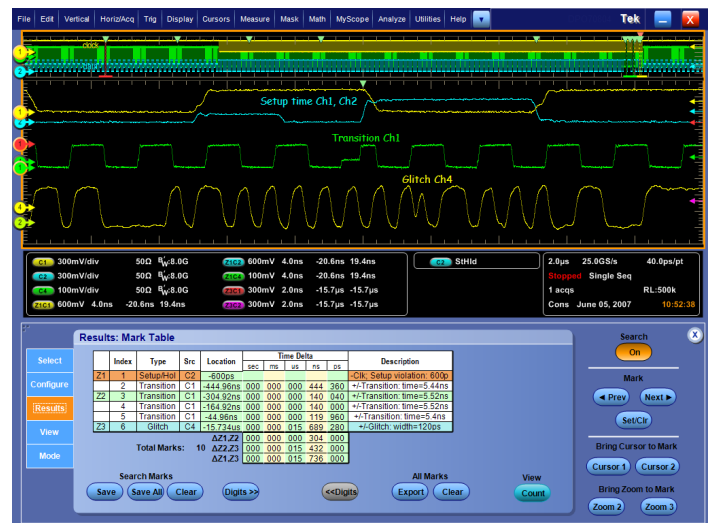 File Edit Vertical Horiz/Acq Trig Display Cursors Measure Mask Math MyScope Analyze Utilities Help Tek X
clock
Setup time Ch1, Ch2
Transition Ch1
Glitch Ch4
C1 300mV/div 50Ω BW:8.0G Z1C2 600mV 4.0ns -20.6ns 19.4ns C2 StHld 2.0µs 25.0GS/s 40.0ps/pt
C2 300mV/div 50Ω BW:8.0G Z1C4 100mV 4.0ns -20.6ns 19.4ns Stopped Single Seq
C4 100mV/div 50Ω BW:8.0G Z3C1 300mV 2.0ns -15.7µs -15.7µs 1 acqs RL:500k
Z1C1 600mV 4.0ns -20.6ns 19.4ns Z3C2 300mV 2.0ns -15.7µs -15.7µs Cons June 05, 2007 10:52:38
Results: Mark Table
Select
Configure
Results
View
Mode
Index Type Src Location Time Delta Description
sec ms us ns ps
Z1 1 Setup/Hol C2 -600ps -Clk; Setup violation: 600p
2 Transition C1 -444.96ns 000 000 000 444 360 +/-Transition: time=5.44ns
Z2 3 Transition C1 -304.92ns 000 000 000 140 040 +/-Transition: time=5.52ns
4 Transition C1 -164.92ns 000 000 000 140 000 +/-Transition: time=5.52ns
5 Transition C1 -44.96ns 000 000 000 119 960 +/-Transition: time=5.4ns
Z3 6 Glitch C4 -15.734us 000 000 015 689 280 +/-Glitch: width=120ps
ΔZ1,Z2 000 000 000 304 000
Total Marks: 10 ΔZ2,Z3 000 000 015 432 000
ΔZ1,Z3 000 000 015 736 000
Search Marks
Save Save All Clear Digits >> <<Digits
All Marks
Export Clear
View
Count
Search
On
X
Mark
Prev Next
Set/Clr
Bring Cursor to Mark
Cursor 1 Cursor 2
Bring Zoom to Mark
Zoom 2 Zoom 3